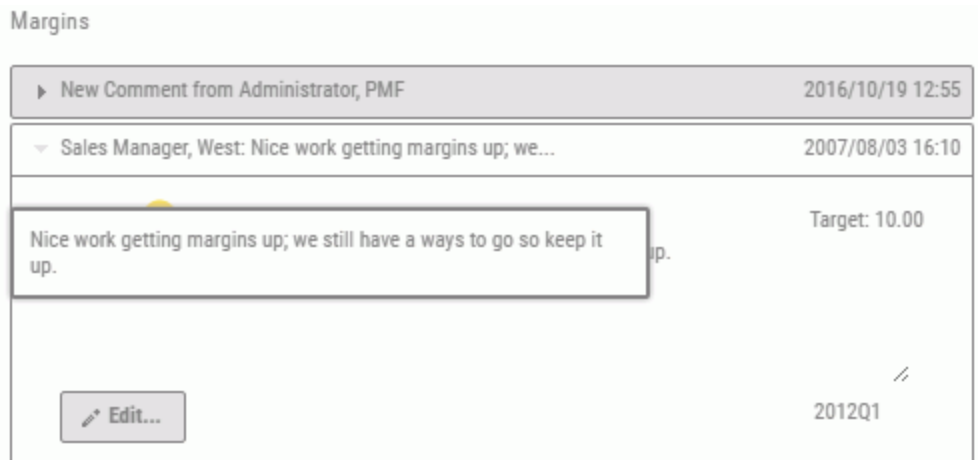 Margins
New Comment from Administrator, PMF 2016/10/19 12:55
Sales Manager, West: Nice work getting margins up; we... 2007/08/03 16:10
Target: 10.00
Nice work getting margins up; we still have a ways to go so keep it
up.
up.
Edit...
2012Q1